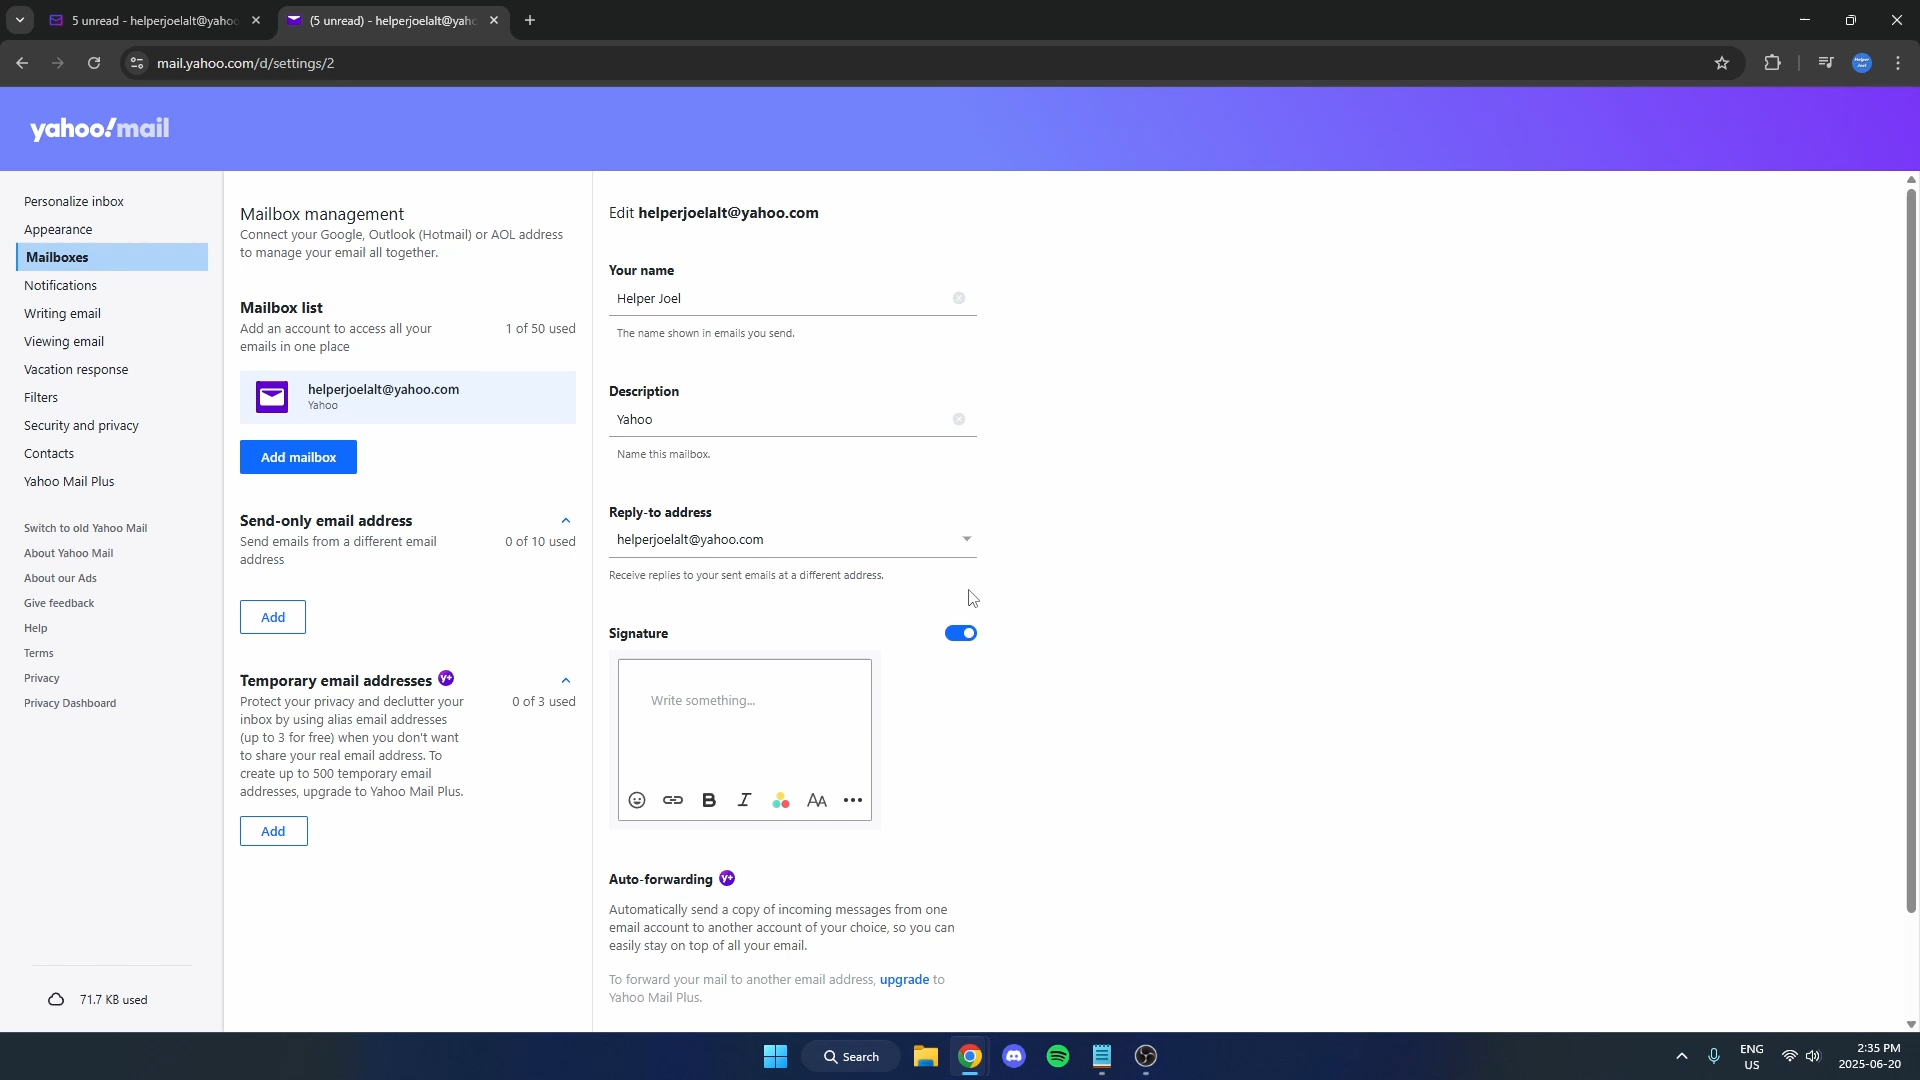 5 unread - helperjoelalt@yahoo
(5 unread) - helperjoelalt@yaho
mail.yahoo.com/d/settings/2
yahoo!mail
Personalize inbox
Appearance
Mailboxes
Notifications
Writing email
Viewing email
Vacation response
Filters
Security and privacy
Contacts
Yahoo Mail Plus
Switch to old Yahoo Mail
About Yahoo Mail
About our Ads
Give feedback
Help
Terms
Privacy
Privacy Dashboard
71.7 KB used
Mailbox management
Connect your Google, Outlook (Hotmail) or AOL address
to manage your email all together.
Mailbox list
Add an account to access all your
emails in one place
1 of 50 used
helperjoelalt@yahoo.com
Yahoo
Add mailbox
Send-only email address
Send emails from a different email
address
0 of 10 used
Add
Temporary email addresses y+
Protect your privacy and declutter your
inbox by using alias email addresses
(up to 3 for free) when you don't want
to share your real email address. To
create up to 500 temporary email
addresses, upgrade to Yahoo Mail Plus.
0 of 3 used
Add
Edit helperjoelalt@yahoo.com
Your name
Helper Joel
The name shown in emails you send.
Description
Yahoo
Name this mailbox.
Reply-to address
helperjoelalt@yahoo.com
Receive replies to your sent emails at a different address.
Signature
Write something...
B I AA
Auto-forwarding y+
Automatically send a copy of incoming messages from one
email account to another account of your choice, so you can
easily stay on top of all your email.
To forward your mail to another email address, upgrade to
Yahoo Mail Plus.
Search
ENG
US
2:35 PM
2025-06-20